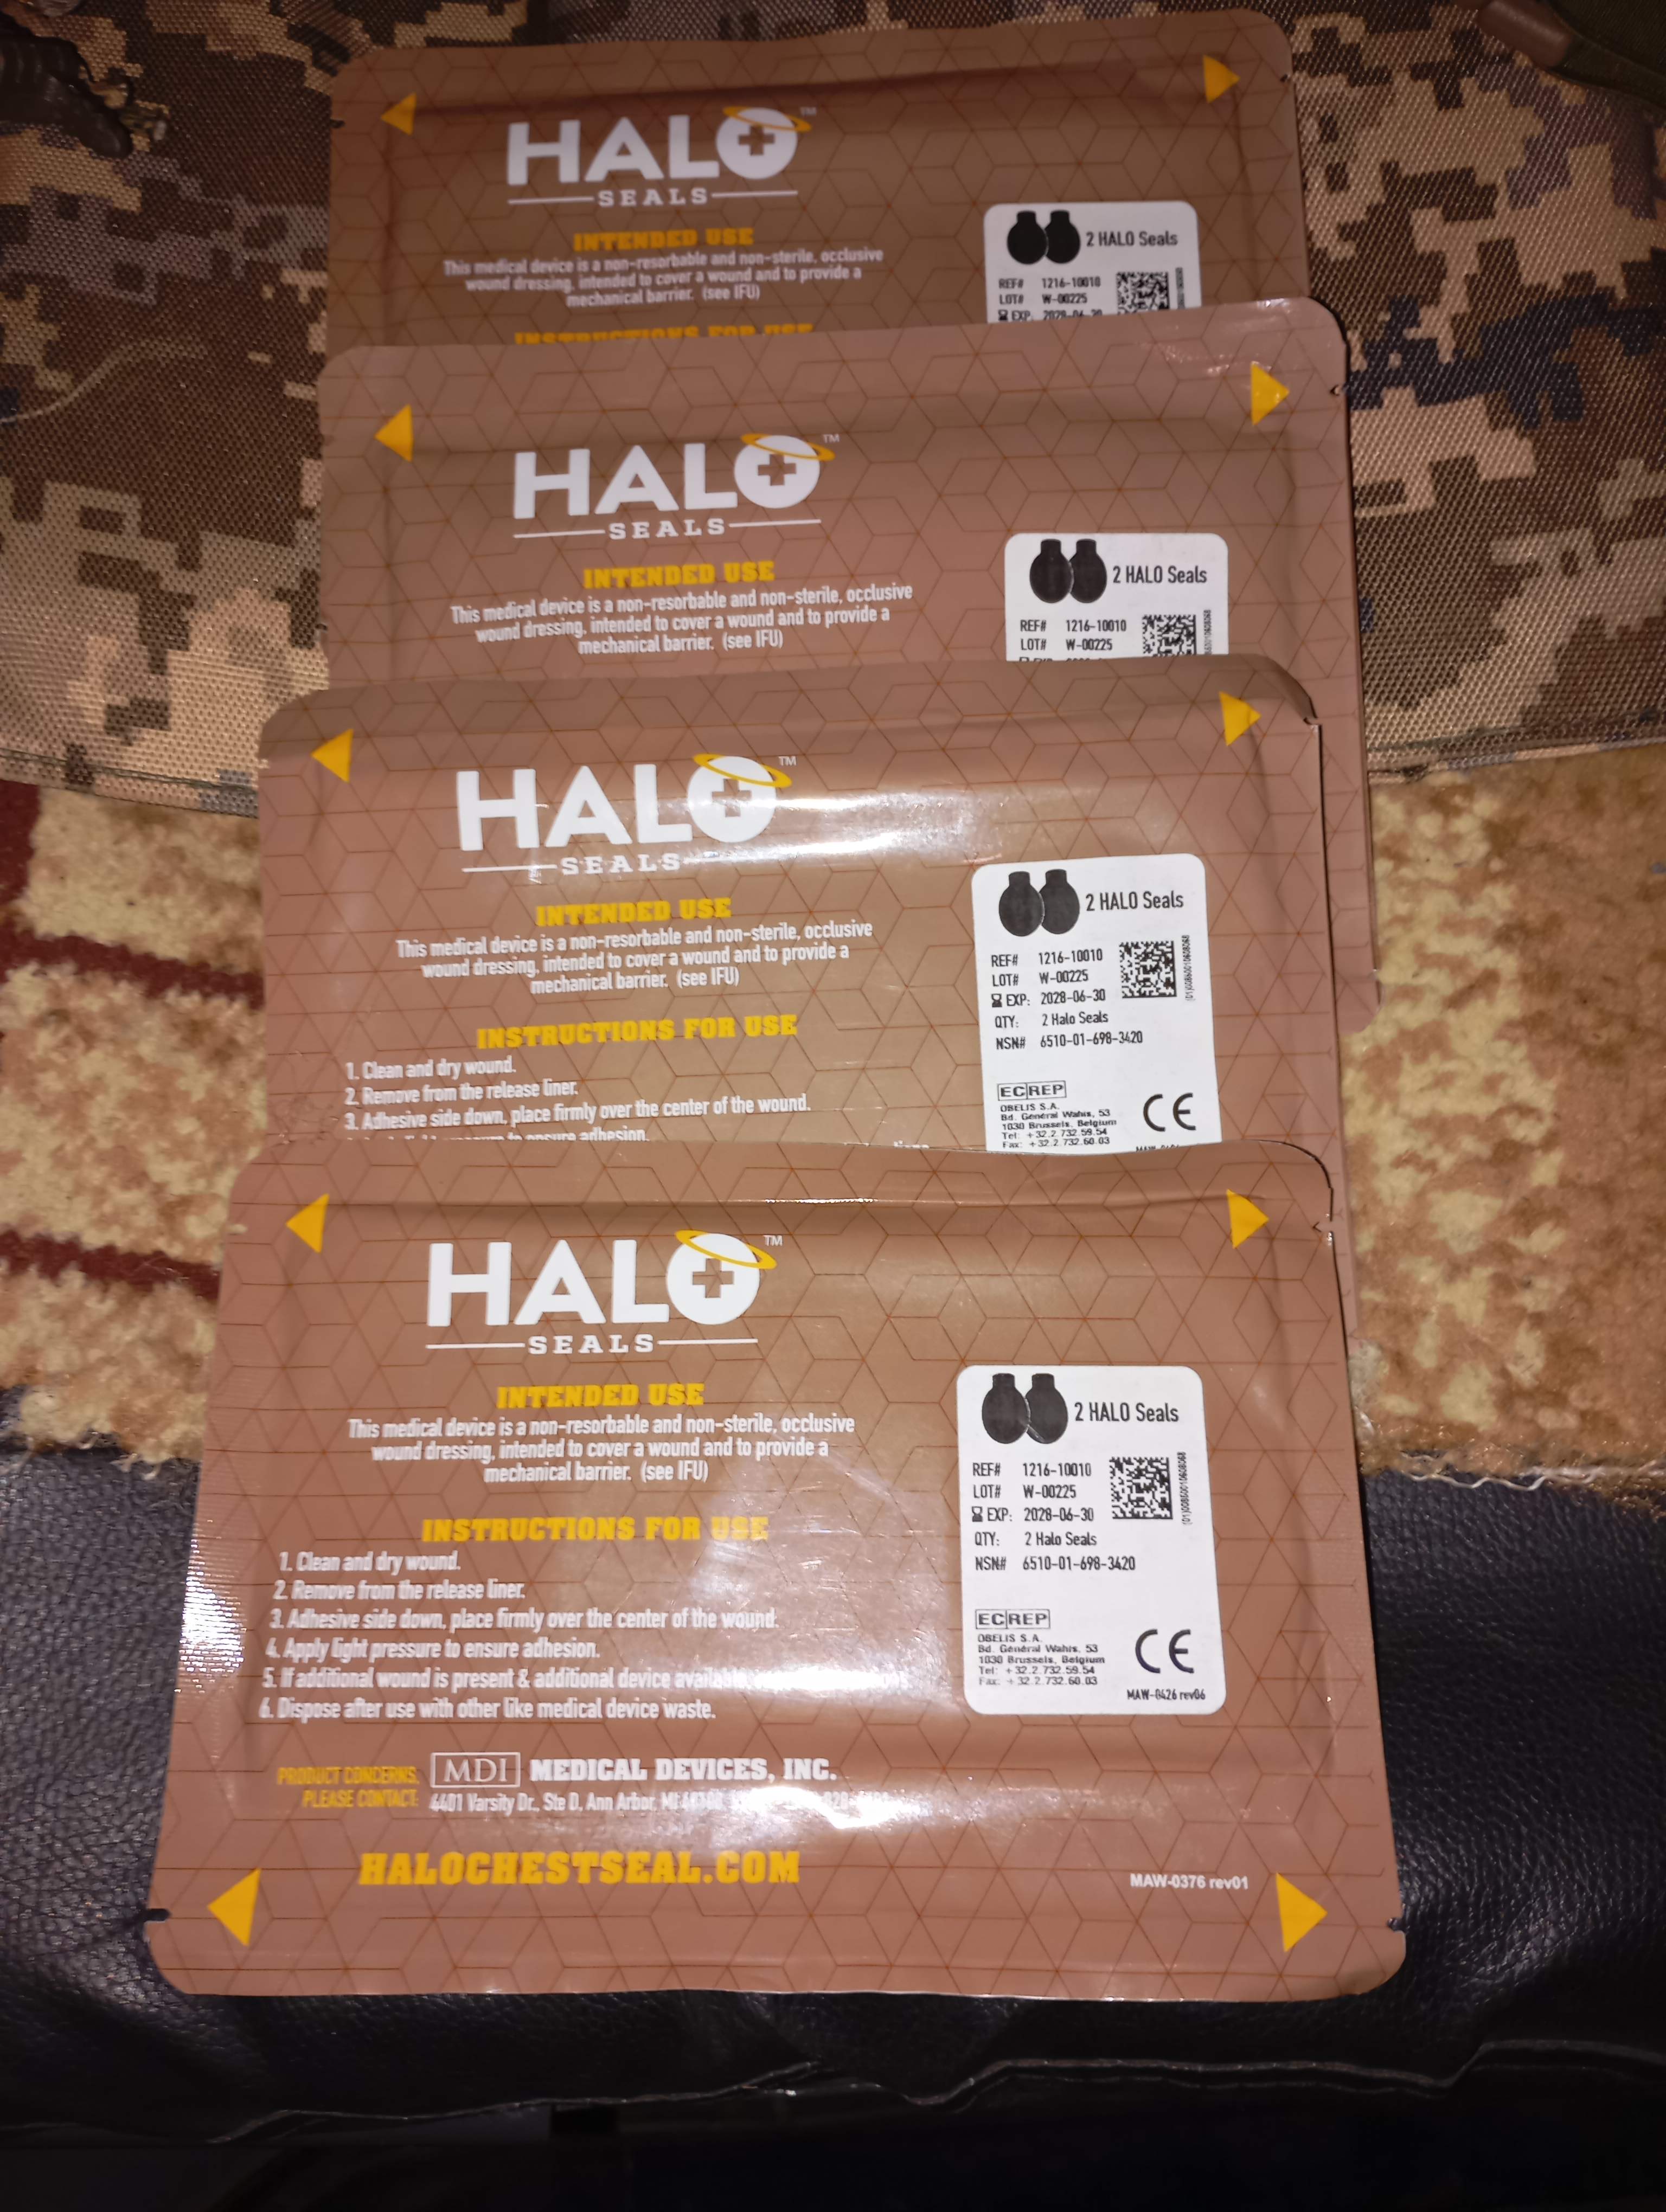 HALO™
SEALS
INTENDED USE
This medical device is a non-resorbable and non-sterile, occlusive
wound dressing, intended to cover a wound and to provide a
mechanical barrier. (see IFU)
INSTRUCTIONS FOR USE
2 HALO Seals
REF# 1216-10010
LOT# W-00225
EXP. 2028-06-30
HALO™
SEALS
INTENDED USE
This medical device is a non-resorbable and non-sterile, occlusive
wound dressing, intended to cover a wound and to provide a
mechanical barrier. (see IFU)
2 HALO Seals
REF# 1216-10010
LOT# W-00225
HALO™
SEALS
INTENDED USE
This medical device is a non-resorbable and non-sterile, occlusive
wound dressing, intended to cover a wound and to provide a
mechanical barrier. (see IFU)
INSTRUCTIONS FOR USE
1. Clean and dry wound.
2. Remove from the release liner.
3. Adhesive side down, place firmly over the center of the wound.
to ensure adhesion.
2 HALO Seals
REF# 1216-10010
LOT# W-00225
EXP: 2028-06-30
QTY: 2 Halo Seals
NSN# 6510-01-698-3420
EC REP
OBELIS S.A.
Bd. Général Wahis, 53
1030 Brussels, Belgium
Tel: +32.2.732.59.54
Fax: +32.2.732.60.03
CE
HALO™
SEALS
INTENDED USE
This medical device is a non-resorbable and non-sterile, occlusive
wound dressing, intended to cover a wound and to provide a
mechanical barrier. (see IFU)
INSTRUCTIONS FOR USE
1. Clean and dry wound.
2. Remove from the release liner.
3. Adhesive side down, place firmly over the center of the wound.
4. Apply light pressure to ensure adhesion.
5. If additional wound is present & additional device available,
6. Dispose after use with other like medical device waste.
2 HALO Seals
REF# 1216-10010
LOT# W-00225
EXP: 2028-06-30
QTY: 2 Halo Seals
NSN# 6510-01-698-3420
EC REP
OBELIS S.A.
Bd. Général Wahis, 53
1030 Brussels, Belgium
Tel: +32.2.732.59.54
Fax: +32.2.732.60.03
CE
MAW-0426 rev06
PRODUCT CONCERNS,
PLEASE CONTACT:
MDI MEDICAL DEVICES, INC.
4401 Varsity Dr., Ste D, Ann Arbor, MI
HALOCHESTSEAL.COM
MAW-0376 rev01